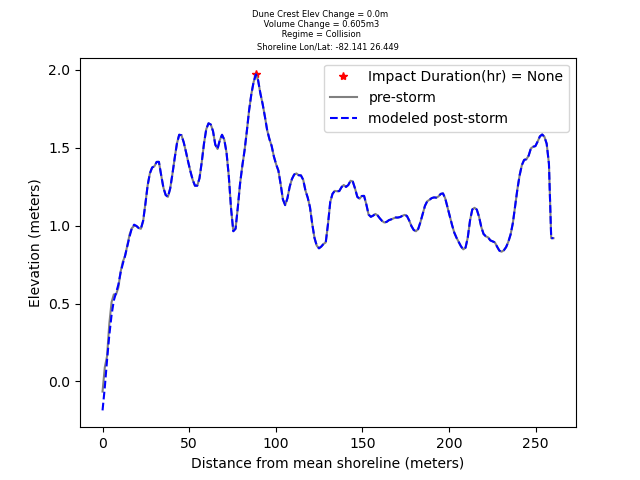 Dune Crest Elev Change = 0.0m
Volume Change = 0.605m3
Regime = Collision
Shoreline Lon/Lat: -82.141 26.449
Impact Duration(hr) = None
pre-storm
modeled post-storm
Elevation (meters)
2.0
1.5
1.0
0.5
0.0
0
50
100
150
200
250
Distance from mean shoreline (meters)